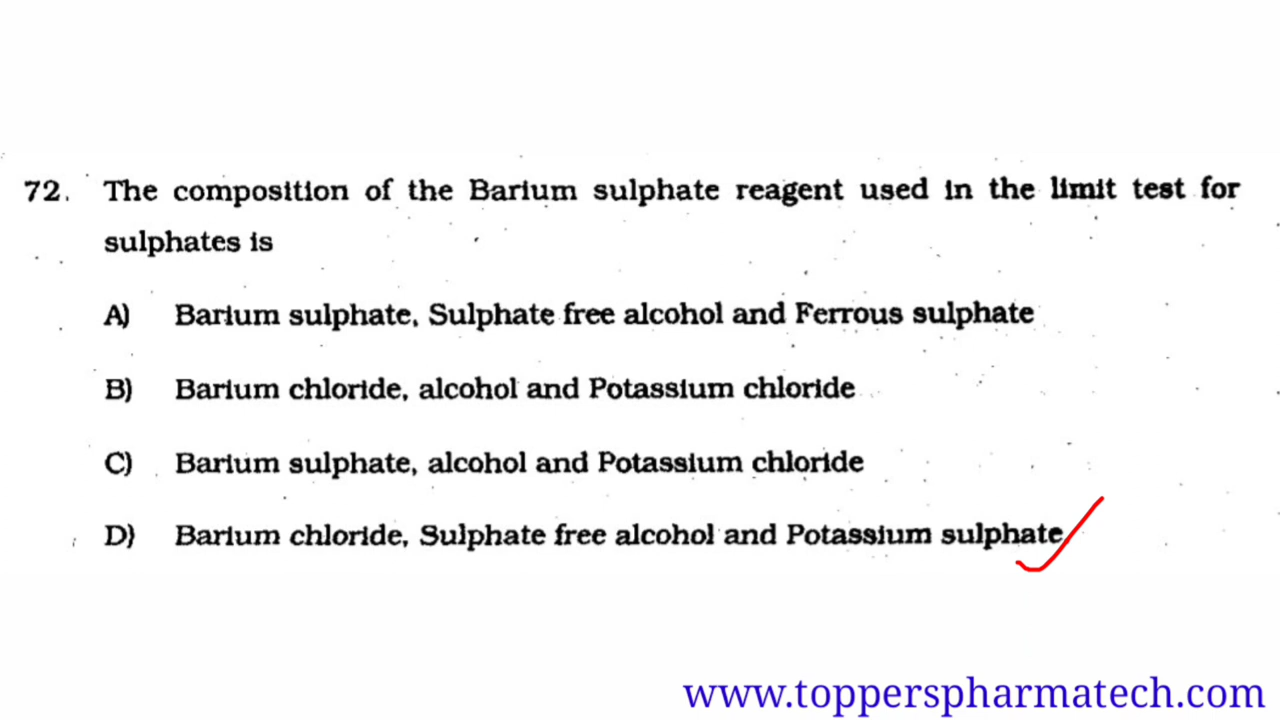 72. The composition of the Barium sulphate reagent used in the limit test for
sulphates is
A) Barium sulphate, Sulphate free alcohol and Ferrous sulphate
B) Barium chloride, alcohol and Potassium chloride
C) Barium sulphate, alcohol and Potassium chloride
D) Barium chloride, Sulphate free alcohol and Potassium sulphate
www.topperspharmatech.com